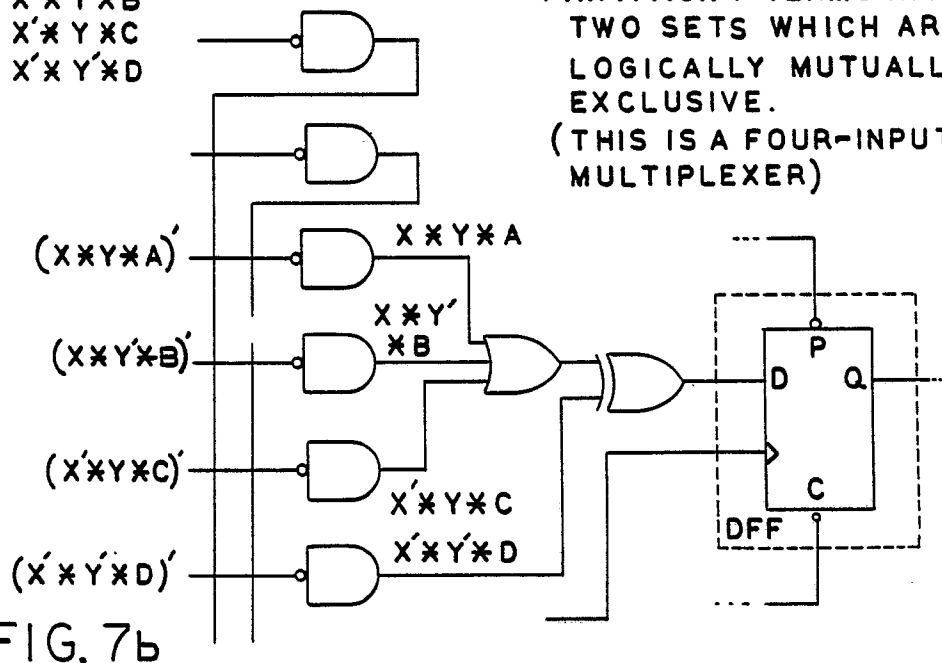 X'* Y *C
X'* Y'* D
TWO SETS WHICH AR
LOGICALLY MUTUALL
EXCLUSIVE.
(THIS IS A FOUR-INPUT
MULTIPLEXER)
(X*Y*A)'
X*Y*A
(X*Y'*B)'
X*Y'
*B
(X'*Y*C)'
X'*Y*C
(X'*Y'*D)'
X'*Y'*D
P
D
Q
C
DFF
FIG. 7b